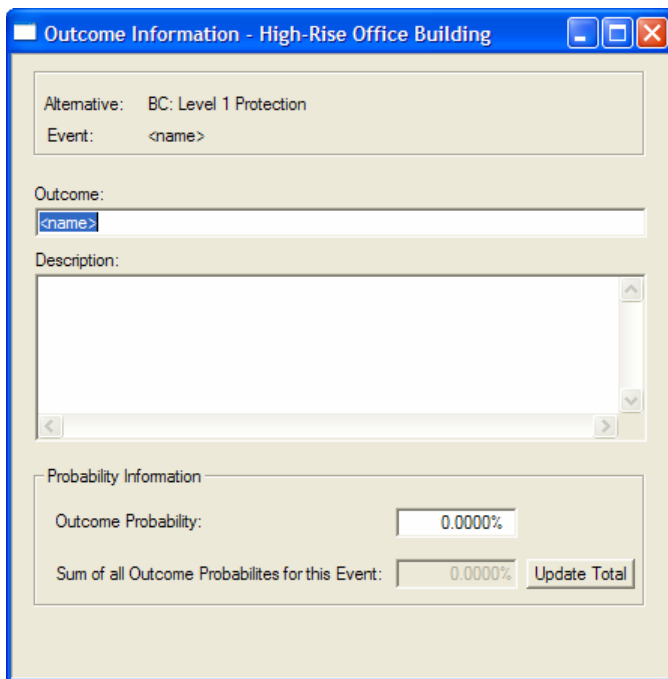 Outcome Information - High-Rise Office Building
Alternative: BC: Level 1 Protection
Event: <name>
Outcome:
<name>
Description:
Probability Information
Outcome Probability: 0.0000%
Sum of all Outcome Probabilites for this Event: 0.0000% Update Total